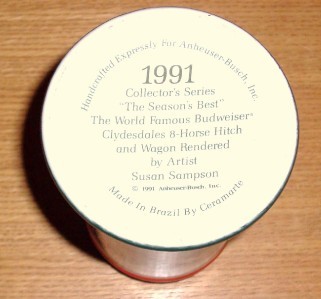 Handcrafted Expressly For Anheuser-Busch, Inc.
1991
Collector's Series
"The Season's Best"
The World Famous Budweiser®
Clydesdales 8-Horse Hitch
and Wagon Rendered
by Artist
Susan Sampson
© 1991 Anheuser-Busch, Inc.
Made In Brazil By Ceramarte